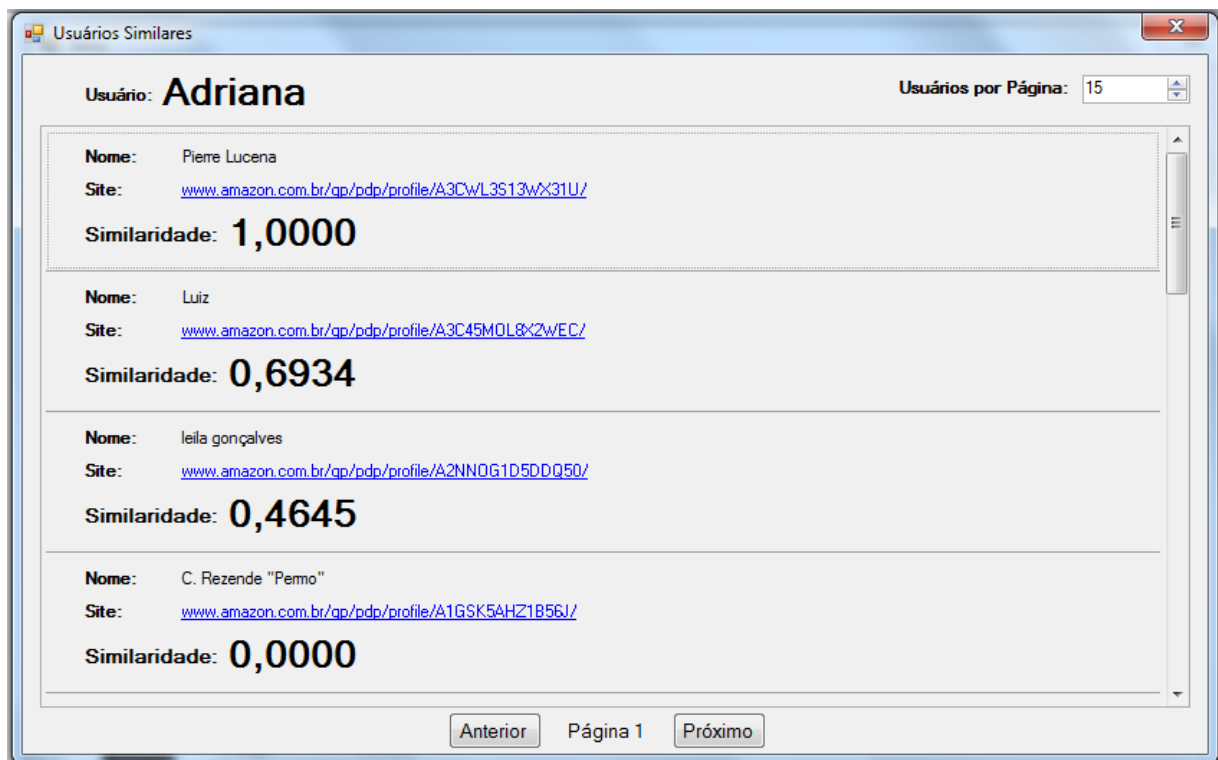 Usuários Similares
Usuário: Adriana
Usuários por Página: 15
Nome: Pierre Lucena
Site: www.amazon.com.br/gp/pdp/profile/A3CWL3S13WX31U/
Similaridade: 1,0000
Nome: Luiz
Site: www.amazon.com.br/gp/pdp/profile/A3C45MOL8X2WEC/
Similaridade: 0,6934
Nome: leila gonçalves
Site: www.amazon.com.br/gp/pdp/profile/A2NNOG1D5DDQ50/
Similaridade: 0,4645
Nome: C. Rezende "Permo"
Site: www.amazon.com.br/gp/pdp/profile/A1GSK5AHZ1B56J/
Similaridade: 0,0000
Anterior Página 1 Próximo